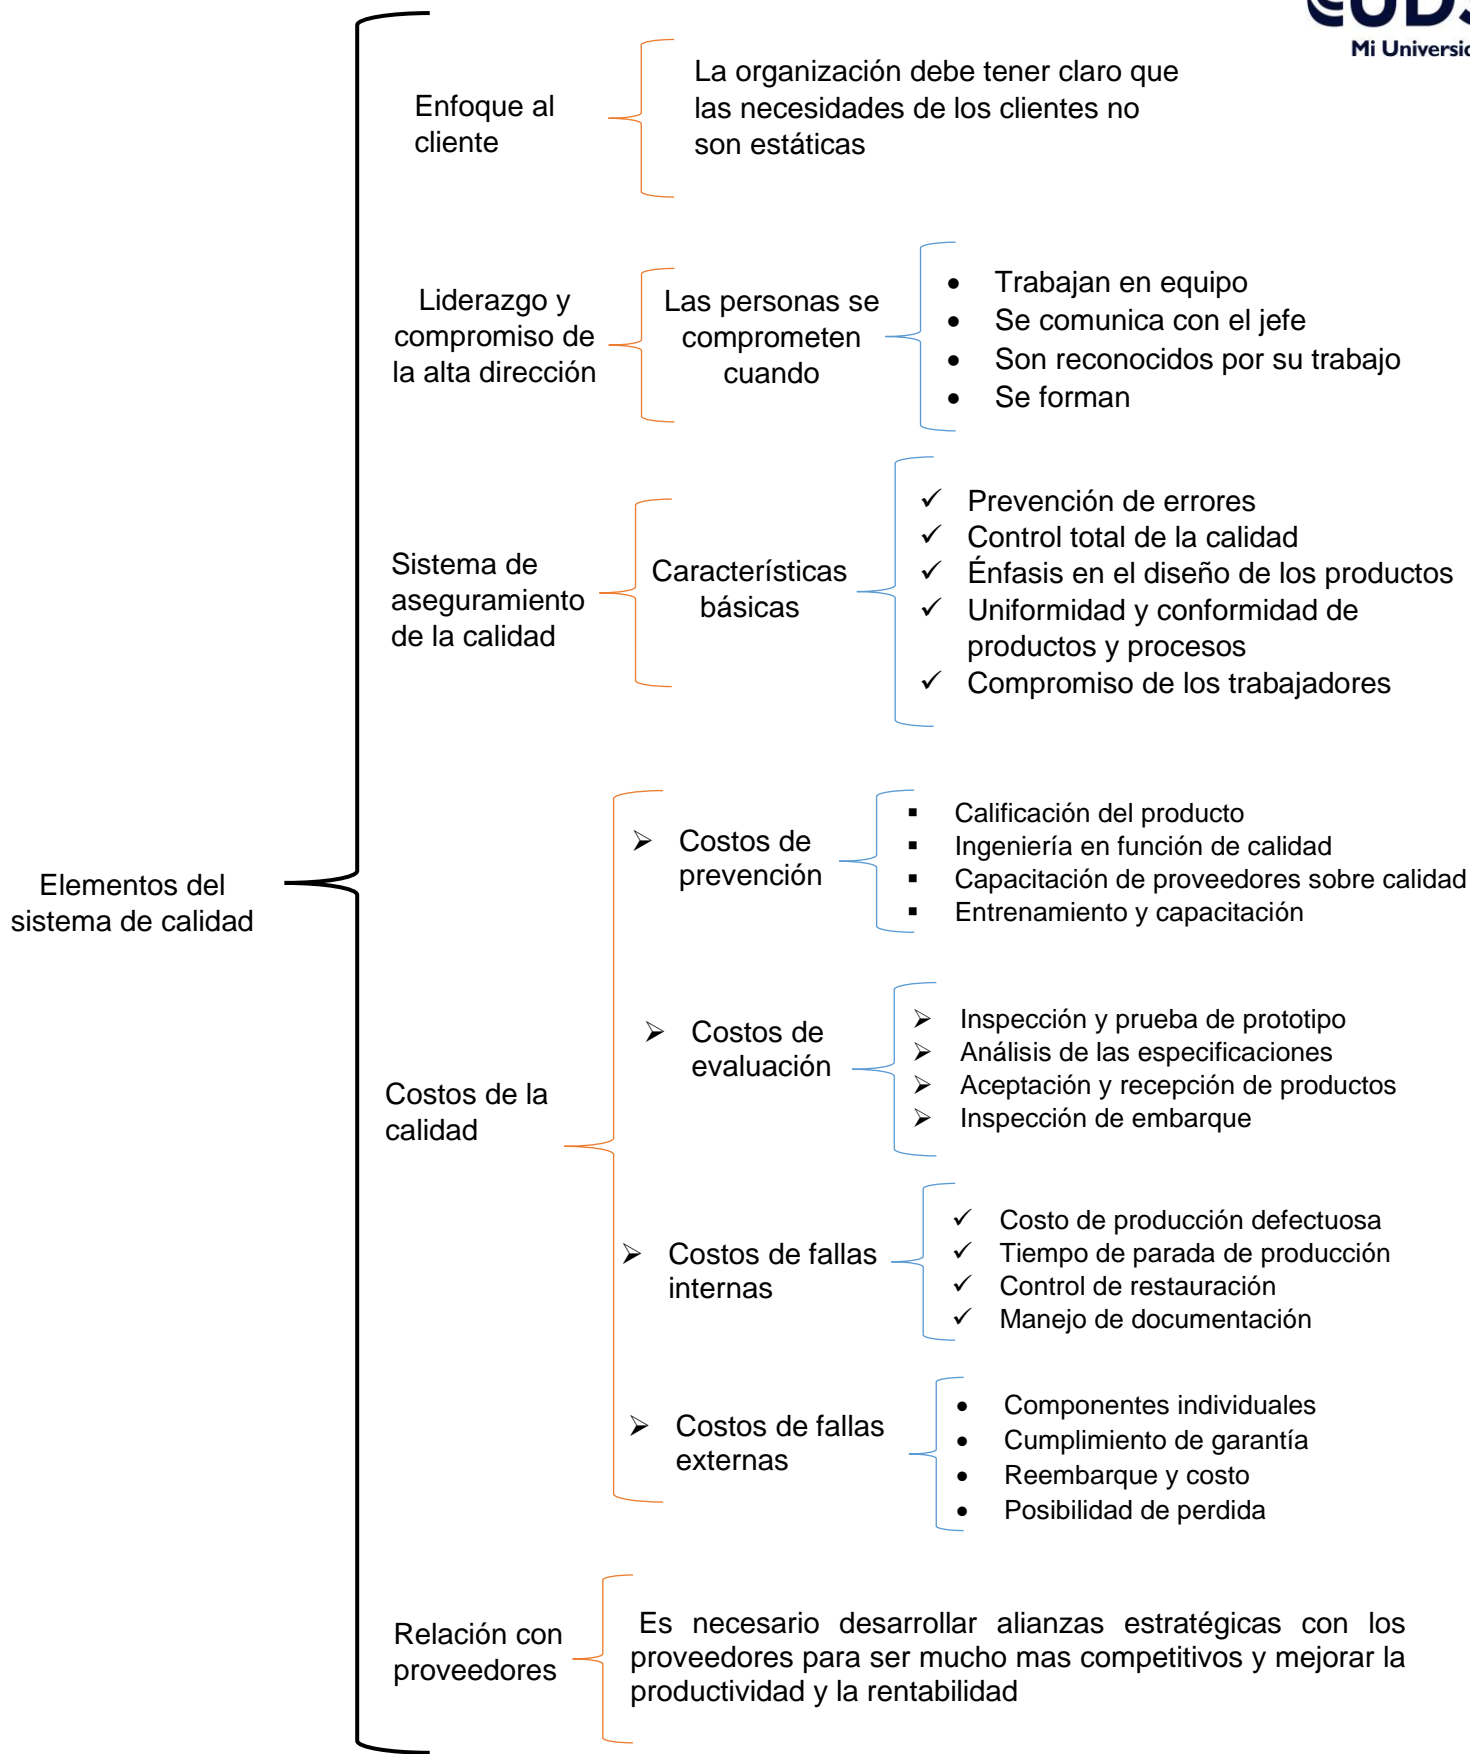 Mi Universid
Elementos del
sistema de calidad
Enfoque al
cliente
La organización debe tener claro que
las necesidades de los clientes no
son estáticas
Liderazgo y
compromiso de
la alta dirección
Las personas se
comprometen
cuando
Trabajan en equipo
Se comunica con el jefe
Son reconocidos por su trabajo
Se forman
Sistema de
aseguramiento
de la calidad
Características
básicas
Prevención de errores
Control total de la calidad
Énfasis en el diseño de los productos
Uniformidad y conformidad de
productos y procesos
Compromiso de los trabajadores
Costos de la
calidad
Costos de
prevención
Calificación del producto
Ingeniería en función de calidad
Capacitación de proveedores sobre calidad
Entrenamiento y capacitación
Costos de
evaluación
Inspección y prueba de prototipo
Análisis de las especificaciones
Aceptación y recepción de productos
Inspección de embarque
Costos de fallas
internas
Costo de producción defectuosa
Tiempo de parada de producción
Control de restauración
Manejo de documentación
Costos de fallas
externas
Componentes individuales
Cumplimiento de garantía
Reembarque y costo
Posibilidad de perdida
Relación con
proveedores
Es necesario desarrollar alianzas estratégicas con los
proveedores para ser mucho mas competitivos y mejorar la
productividad y la rentabilidad